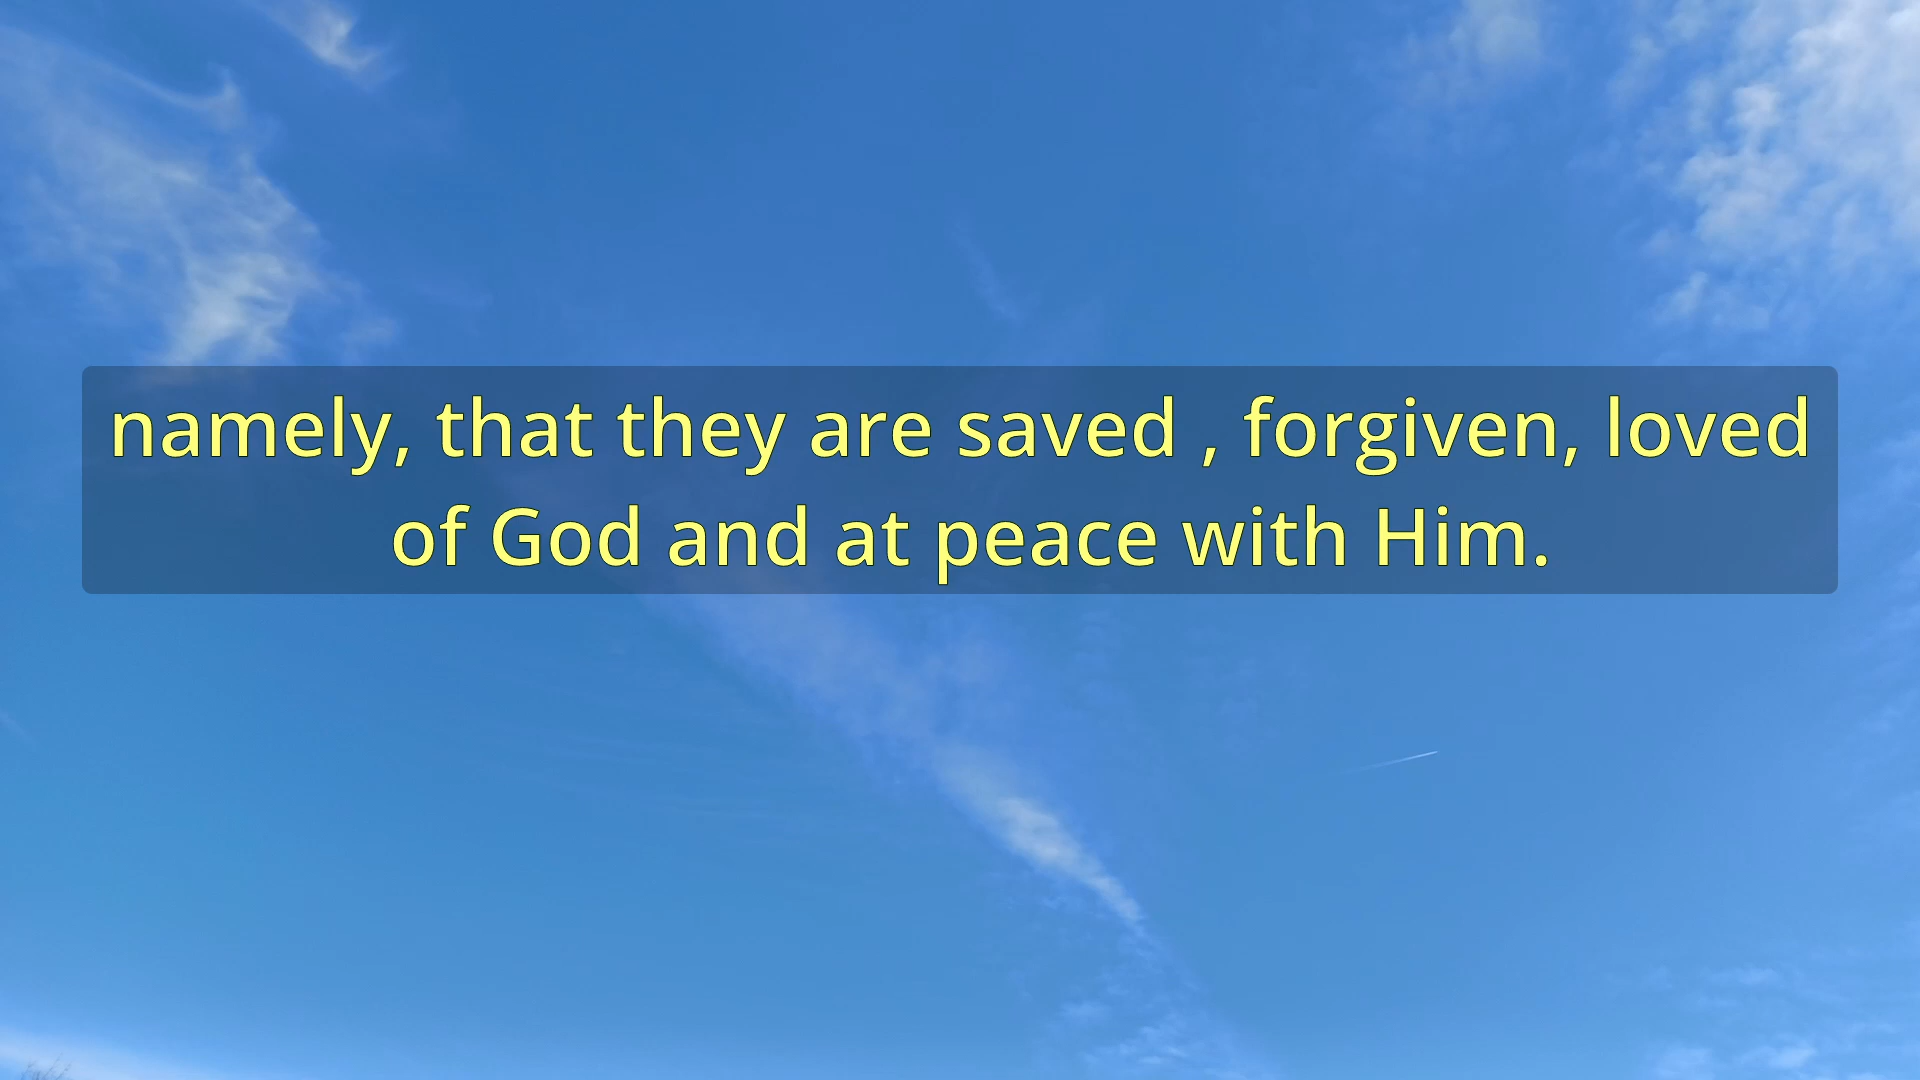 namely, that they are saved , forgiven, loved
of God and at peace with Him.